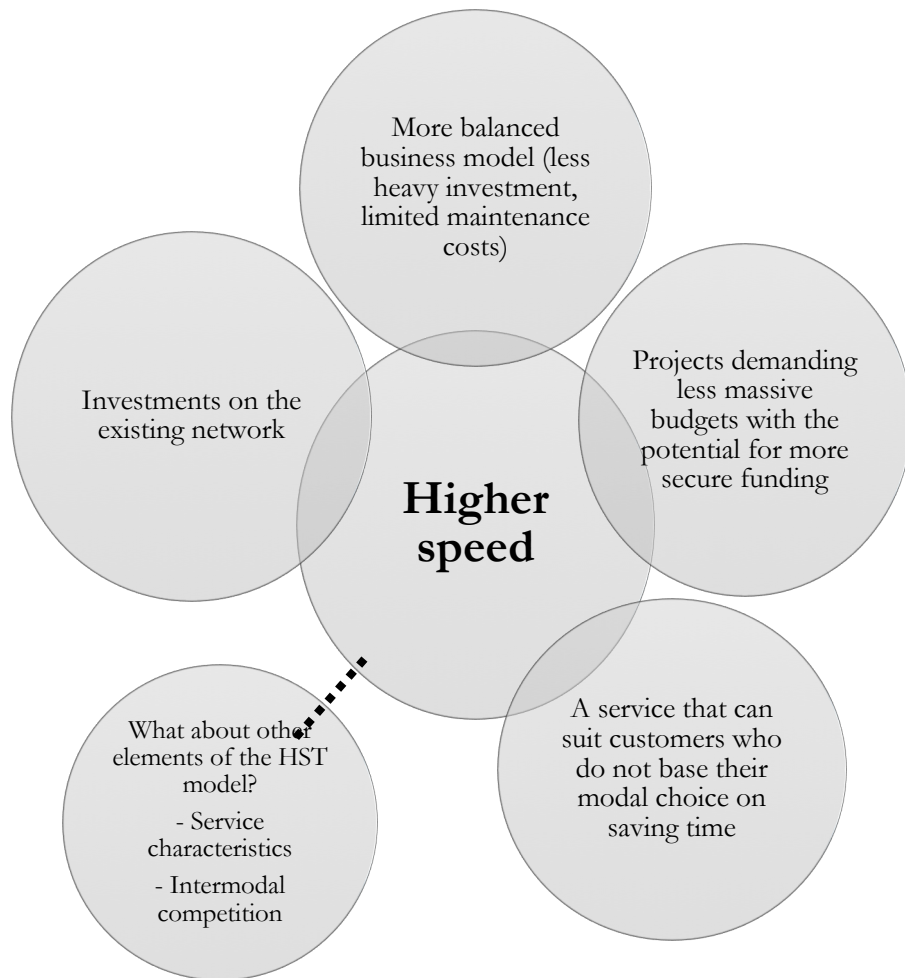 More balanced
business model (less
heavy investment,
limited maintenance
costs)
Investments on the
existing network
Projects demanding
less massive
budgets with the
potential for more
secure funding
Higher
speed
What about other
elements of the HST
model?
- Service
characteristics
- Intermodal
competition
A service that can
suit customers who
do not base their
modal choice on
saving time